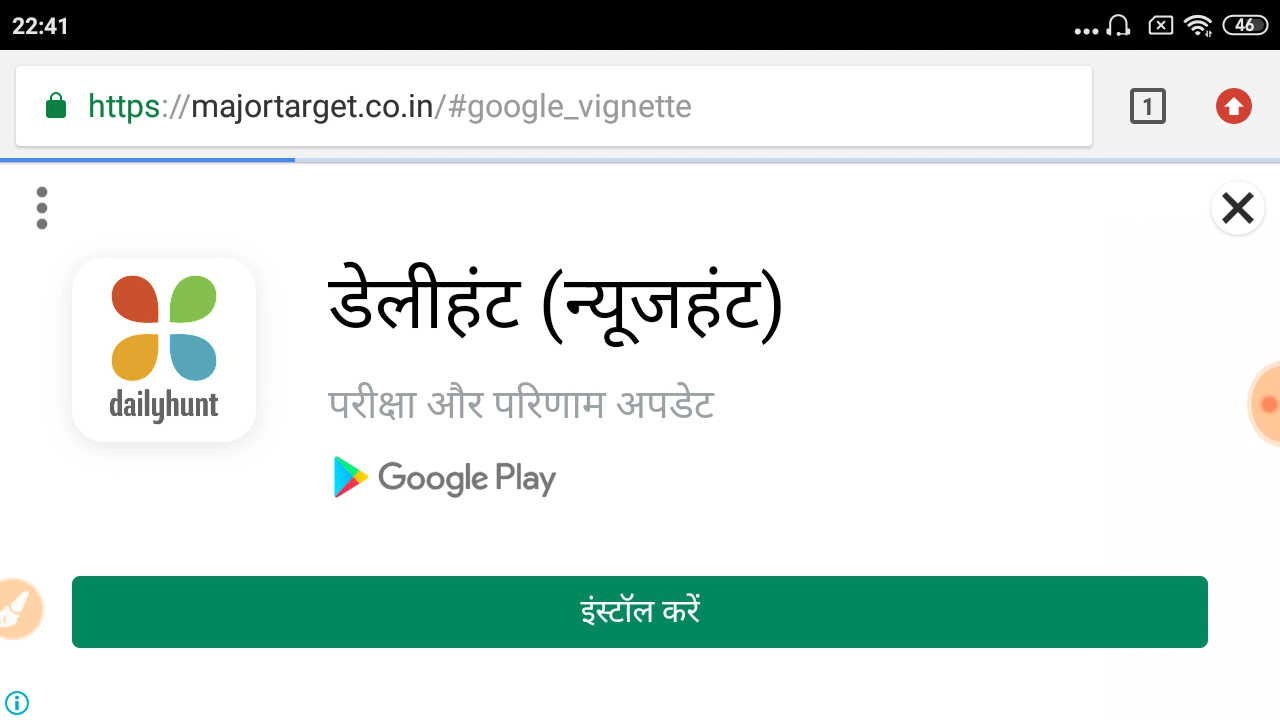 22:41
46
https://majortarget.co.in/#google_vignette
1
डेलीहंट (न्यूजहंट)
dailyhunt
परीक्षा और परिणाम अपडेट
Google Play
इंस्टॉल करें